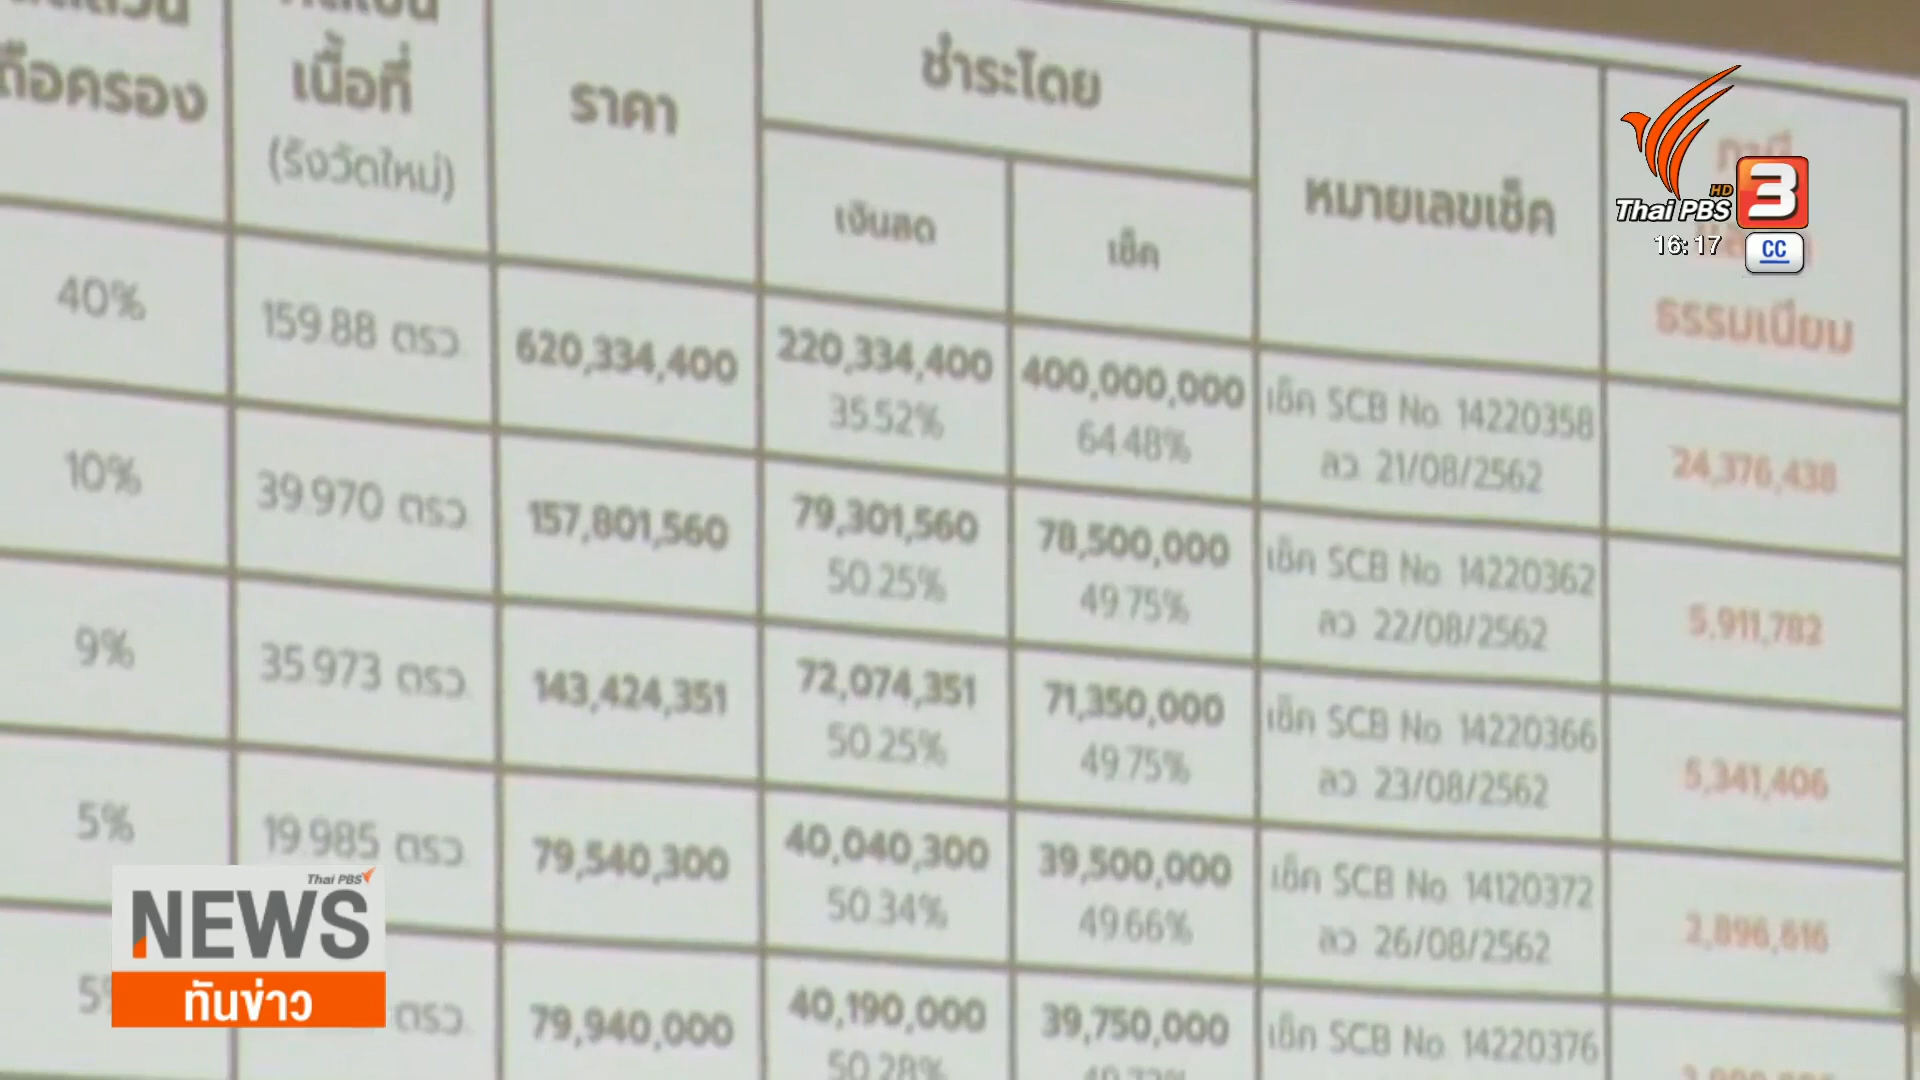 ถือครอง
เนื้อที่
(รังวัดใหม่)
ราคา
ชำระโดย
เงินสด
เช็ค
หมายเลขเช็ค
ธรรมเนียม
Thai PBS HD 3
16:17
CC
40%
159.88 ตรว.
620,334,400
220,334,400
35.52%
400,000,000
64.48%
เช็ค SCB No. 14220358
ลว. 21/08/2562
24,376,438
10%
39.970 ตรว.
157,801,560
79,301,560
50.25%
78,500,000
49.75%
เช็ค SCB No. 14220362
ลว. 22/08/2562
5,911,782
9%
35.973 ตรว.
143,424,351
72,074,351
50.25%
71,350,000
49.75%
เช็ค SCB No. 14220366
ลว. 23/08/2562
5,341,406
5%
19.985 ตรว.
79,540,300
40,040,300
50.34%
39,500,000
49.66%
เช็ค SCB No. 14120372
ลว. 26/08/2562
2,896,616
ตรว.
79,940,000
40,190,000
50.28%
39,750,000
เช็ค SCB No. 14220376
Thai PBS
NEWS
ทันข่าว